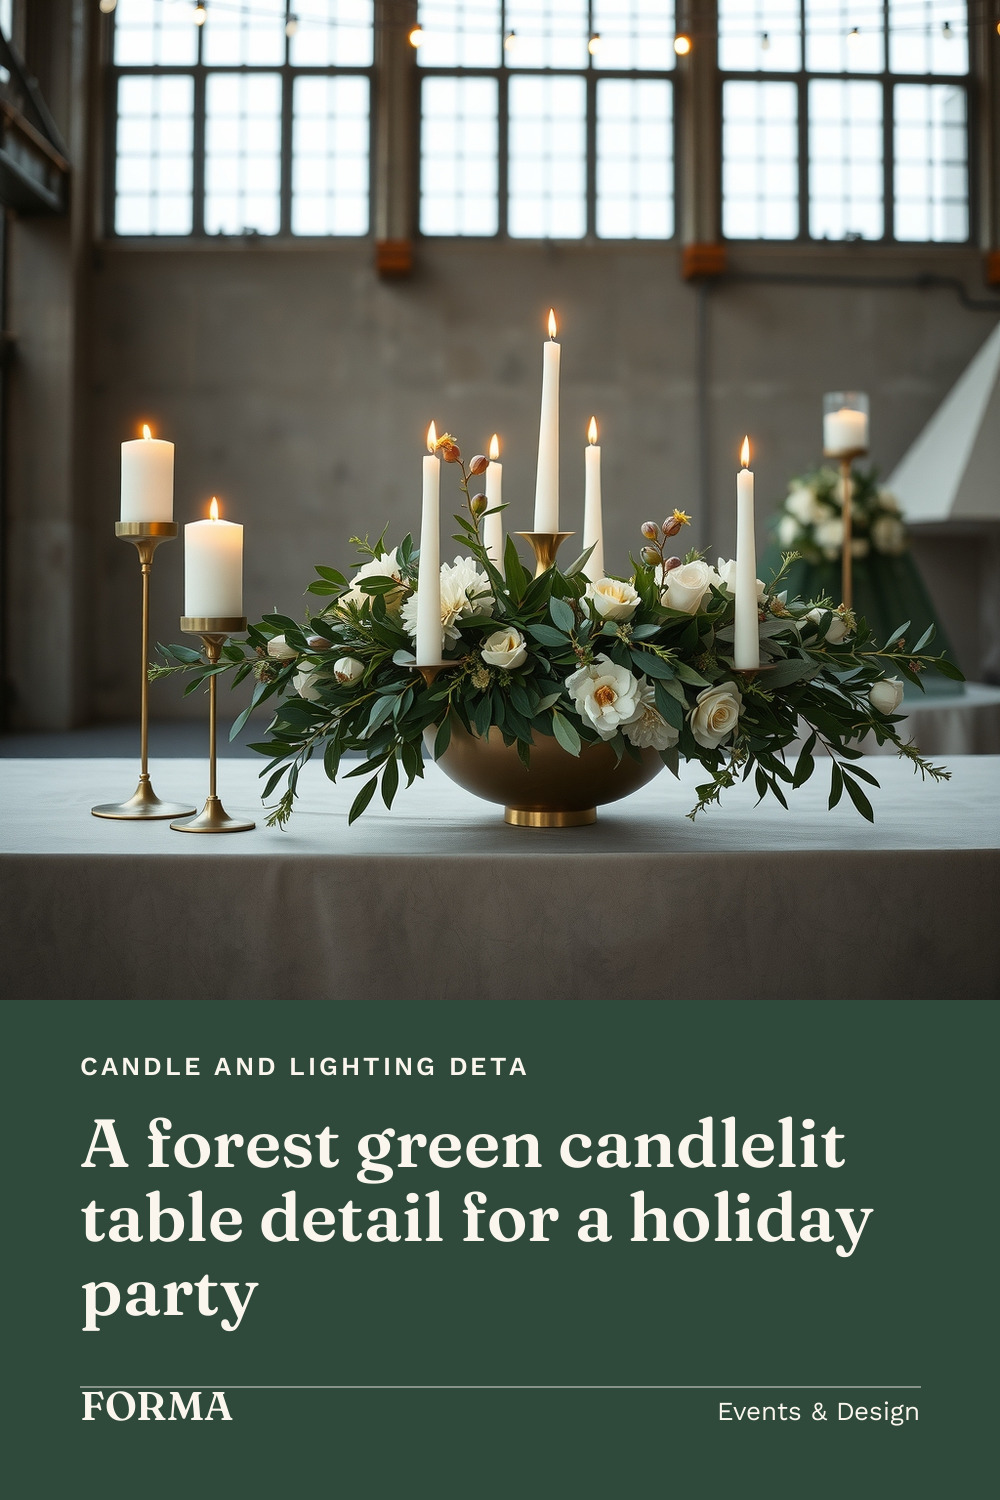 CANDLE AND LIGHTING DETA
A forest green candlelit
table detail for a holiday
party
FORMA
Events & Design